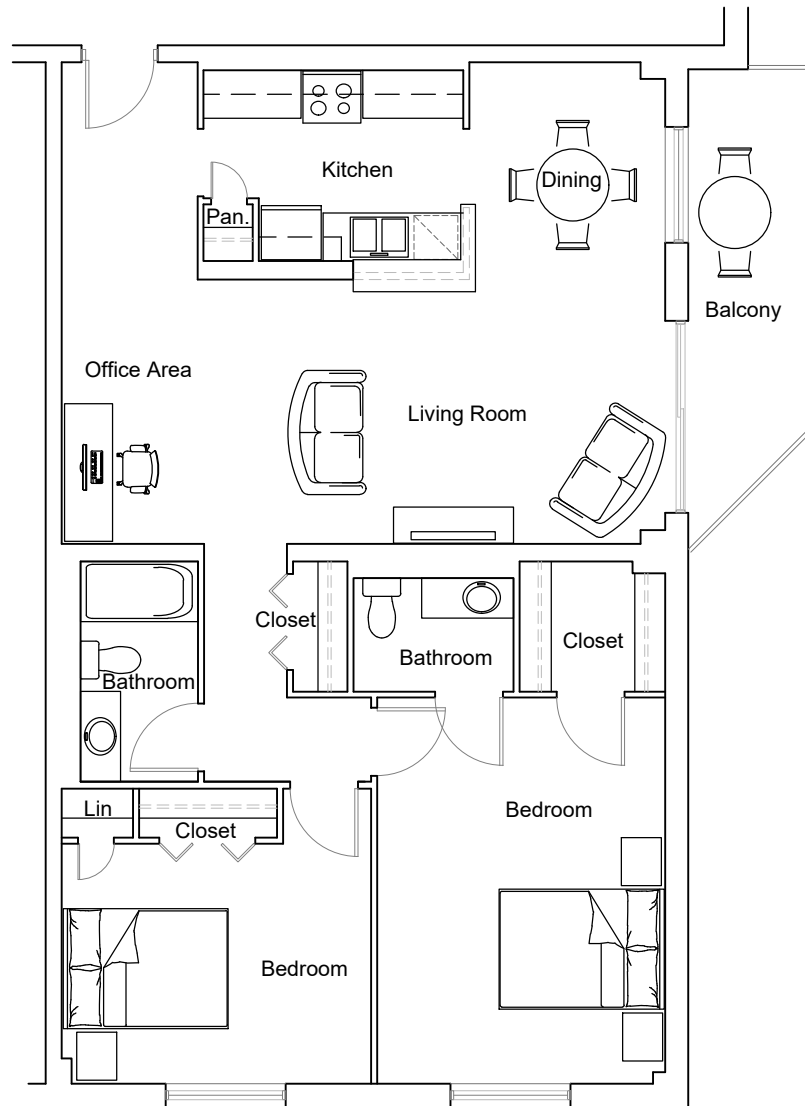 Kitchen
Dining
Pan.
Balcony
Office Area
Living Room
Closet
Closet
Bathroom
Bathroom
Lin
Closet
Bedroom
Bedroom